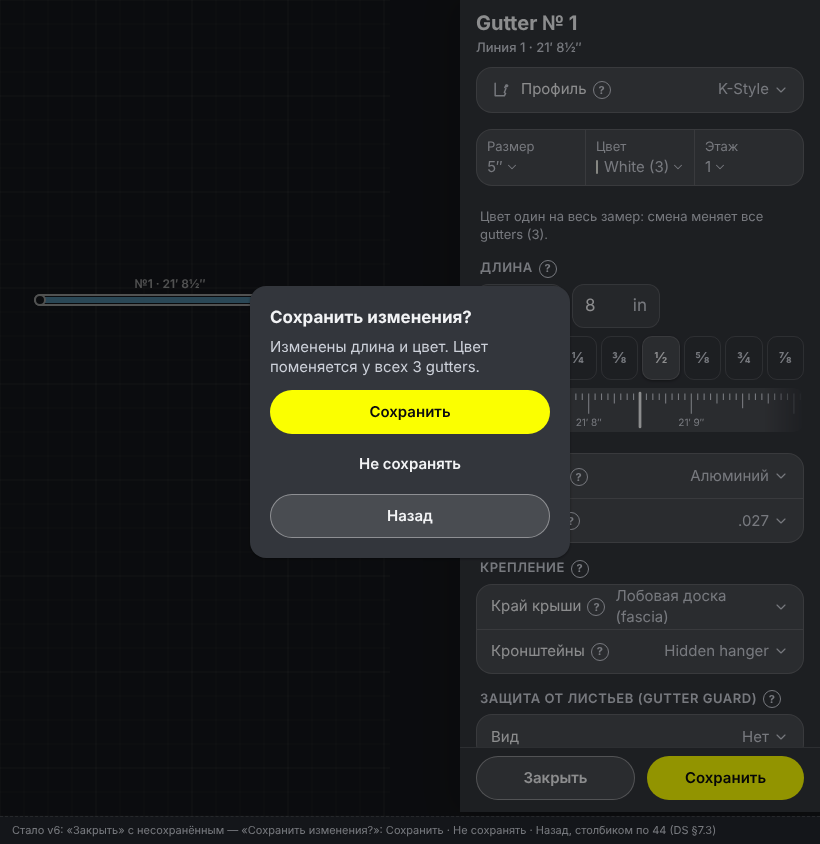 Gutter № 1
Линия 1 · 21′ 8½″
Профиль ? K-Style
Размер Цвет Этаж
5″ White (3) 1
Цвет один на весь замер: смена меняет все
gutters (3).
ДЛИНА ?
№1 · 21′ 8½″
8 in
Сохранить изменения?
Изменены длина и цвет. Цвет
поменяется у всех 3 gutters.
¼ ⅜ ½ ⅝ ¾ ⅞
21′ 8″ 21′ 9″
Сохранить
Не сохранять
Назад
? Алюминий
? .027
КРЕПЛЕНИЕ ?
Край крыши ? Лобовая доска
(fascia)
Кронштейны ? Hidden hanger
ЗАЩИТА ОТ ЛИСТЬЕВ (GUTTER GUARD) ?
Вид Нет
Закрыть Сохранить
Стало v6: «Закрыть» с несохранённым — «Сохранить изменения?»: Сохранить · Не сохранять · Назад, столбиком по 44 (DS §7.3)